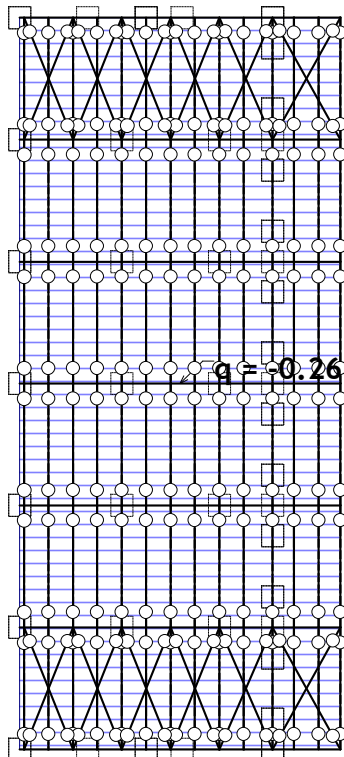 q = -0.26